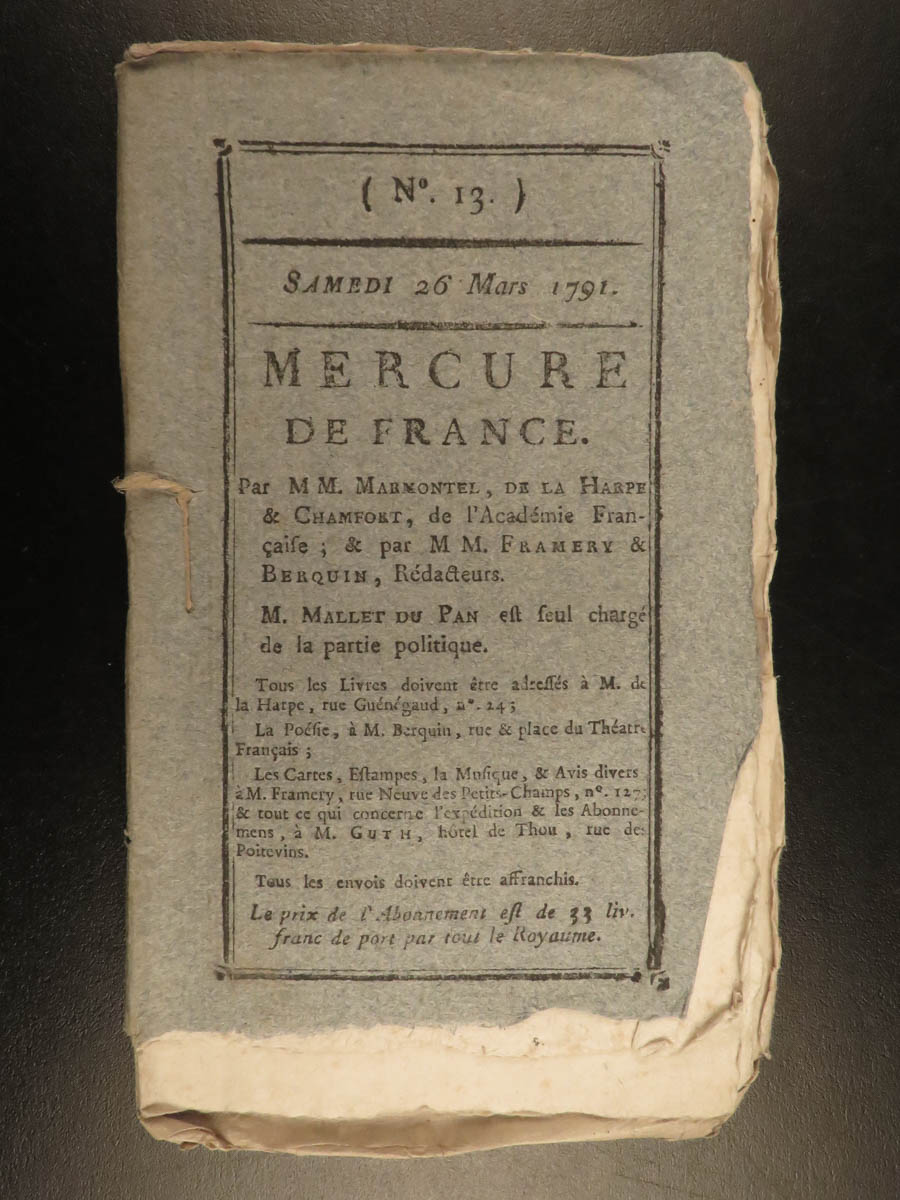 ( Nº. 13. )
SAMEDI 26 Mars 1791.
MERCURE
DE FRANCE.
Par MM. MARMONTEL, DE LA HARPE
& CHAMFORT, de l'Académie Fran-
çaiſe ; & par MM. FRAMERY &
BERQUIN, Rédacteurs.
M. MALLET DU PAN eſt ſeul chargé
de la partie politique.
Tous les Livres doivent être adreſſés à M. de
la Harpe, rue Guénégaud, nº. 24 ;
La Poéſie, à M. Berquin, rue & place du Théatre
Français ;
Les Cartes, Eſtampes, la Muſique, & Avis divers
à M. Framery, rue Neuve des Petits-Champs, nº. 127;
& tout ce qui concerne l'expédition & les Abonne-
mens, à M. GUTH, hôtel de Thou, rue des
Poitevins.
Tous les envois doivent être affranchis.
Le prix de l'Abonnement eſt de 33 liv.
franc de port par tout le Royaume.